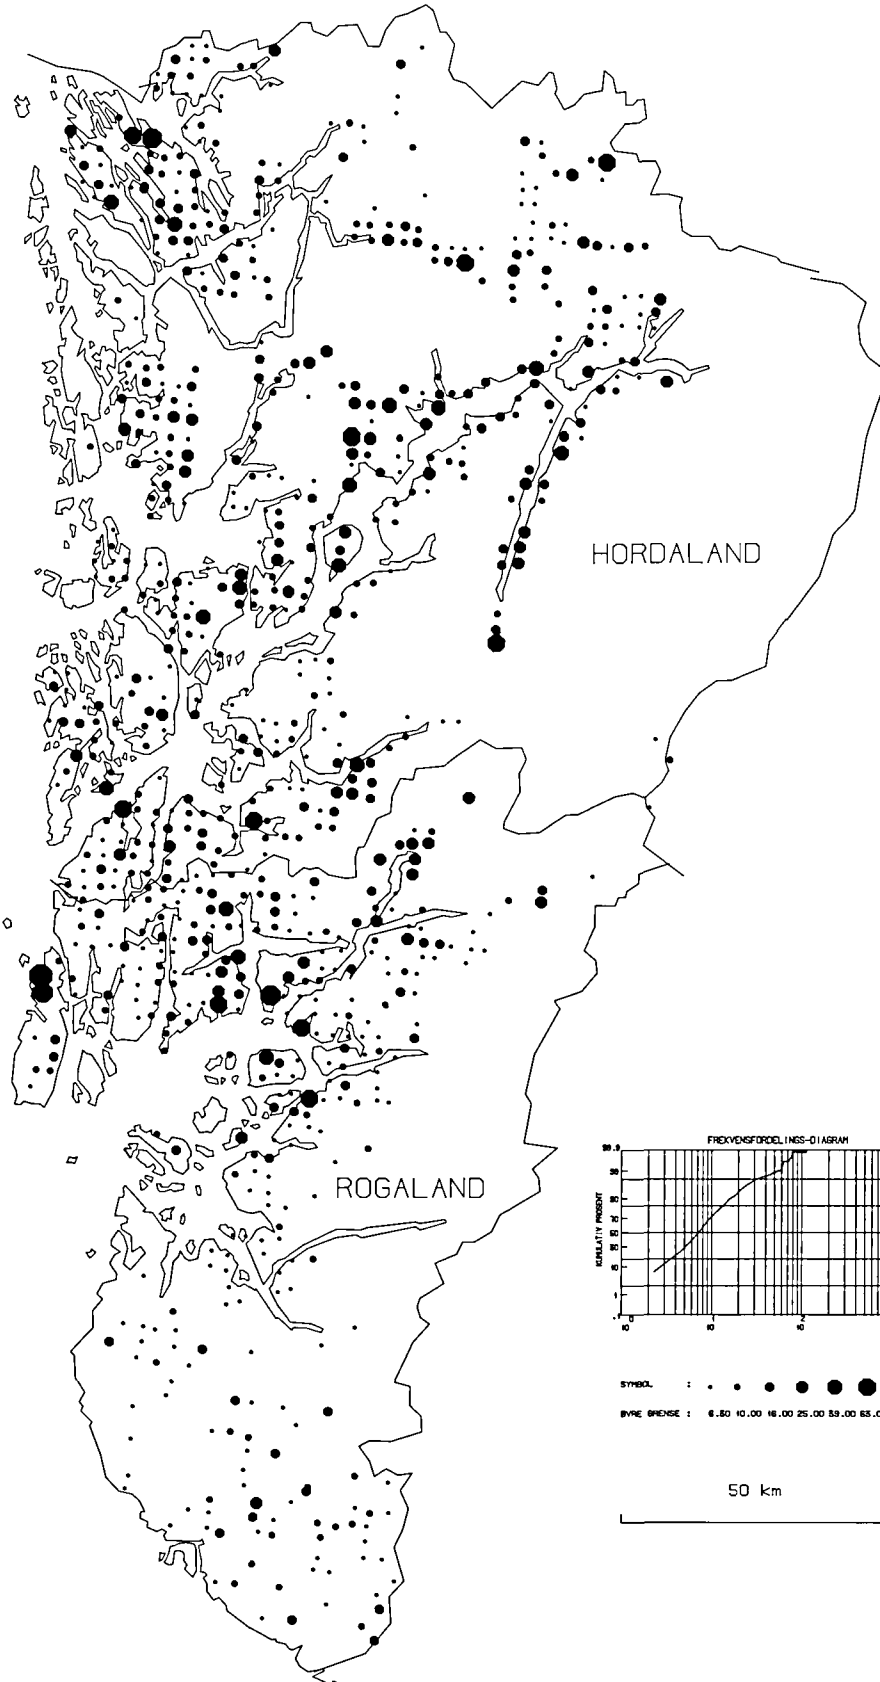 HORDALAND
ROGALAND
FREKVENSFORDELINGS-DIAGRAM
KUMULATIV PROSENT
SYMBOL :
ØVRE GRENSE : 6.30 10.00 16.00 25.00 39.00 63.0
50 km